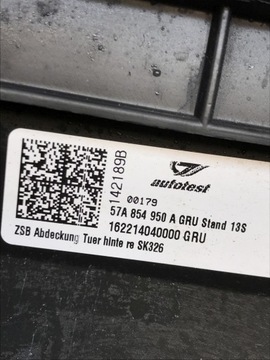 142189B
autotest
00179
57A 854 950 A GRU Stand 13S
162214040000 GRU
ZSB Abdeckung Tuer hinte re SK326